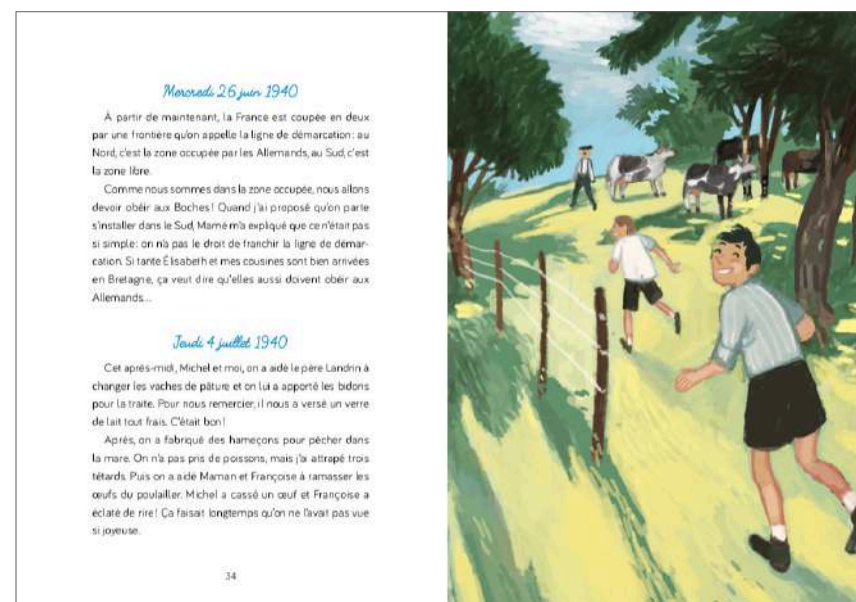 Mercredi 26 juin 1940
À partir de maintenant, la France est coupée en deux
par une frontière qu'on appelle la ligne de démarcation: au
Nord, c'est la zone occupée par les Allemands, au Sud, c'est
la zone libre.
Comme nous sommes dans la zone occupée, nous allons
devoir obéir aux Boches! Quand j'ai proposé qu'on parte
s'installer dans le Sud, Mamé m'a expliqué que ce n'était pas
si simple: on n'a pas le droit de franchir la ligne de démar-
cation. Si tante Élisabeth et mes cousines sont bien arrivées
en Bretagne, ça veut dire qu'elles aussi doivent obéir aux
Allemands...
Jeudi 4 juillet 1940
Cet après-midi, Michel et moi, on a aidé le père Landrin à
changer les vaches de pâture et on lui a apporté les bidons
pour la traite. Pour nous remercier, il nous a versé un verre
de lait tout frais. C'était bon!
Après, on a fabriqué des hameçons pour pêcher dans
la mare. On n'a pas pris de poissons, mais j'ai attrapé trois
têtards. Puis on a aidé Maman et Françoise à ramasser les
œufs du poulailler. Michel a cassé un œuf et Françoise a
éclaté de rire! Ça faisait longtemps qu'on ne l'avait pas vue
si joyeuse.
34